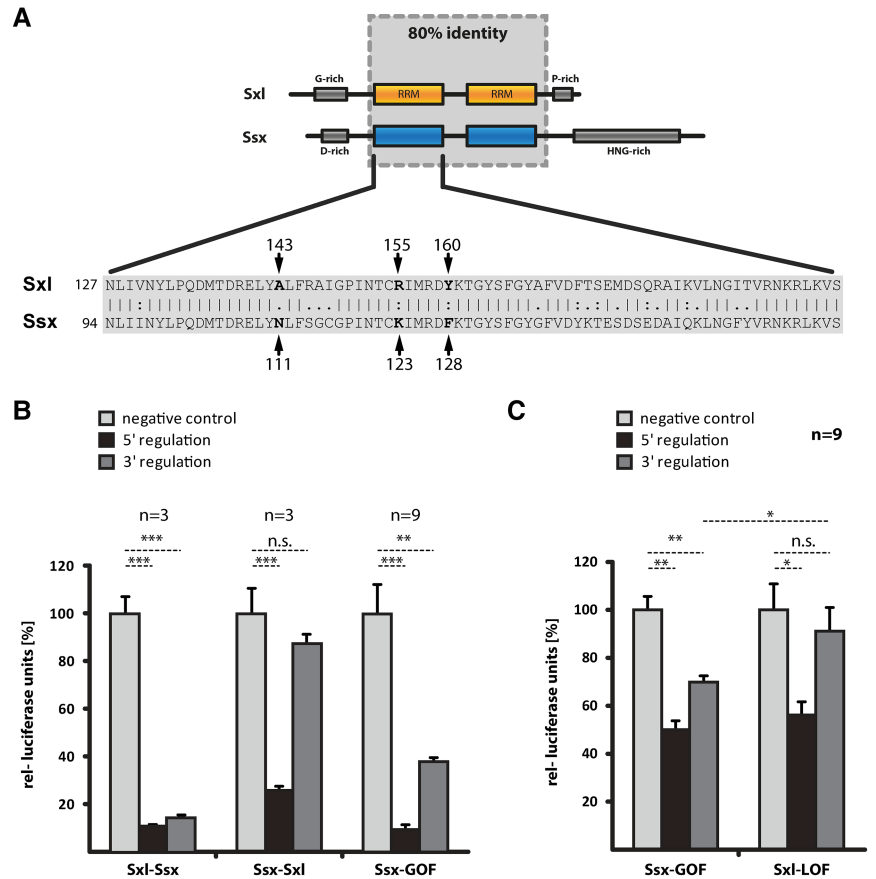 A
80% identity
G-rich
P-rich
Sxl
RRM
RRM
Ssx
D-rich
HNG-rich
143 155 160
Sxl 127 NLIVNYLPQDMTDRELYALFRAIGPINTCRIMRDYKTGYSFGYAFVDFTSEMDSQRAIKVLNGITVRNKRLKVS
Ssx 94 NLIINYLPQDMTDRELYNLFSGCGPINTCKIMRDFKTGYSFGYGFVDYKTESDSEDAIQKLNGFYVRNKRLKVS
111 123 128
B
negative control
5' regulation
3' regulation
n=3 n=3 n=9
*** n.s. **
*** *** ***
120
100
80
60
40
20
rel- luciferase units [%]
Sxl-Ssx Ssx-Sxl Ssx-GOF
C
negative control
5' regulation
3' regulation
n=9
*
** n.s.
** *
120
100
80
60
40
20
rel- luciferase units [%]
Ssx-GOF Sxl-LOF